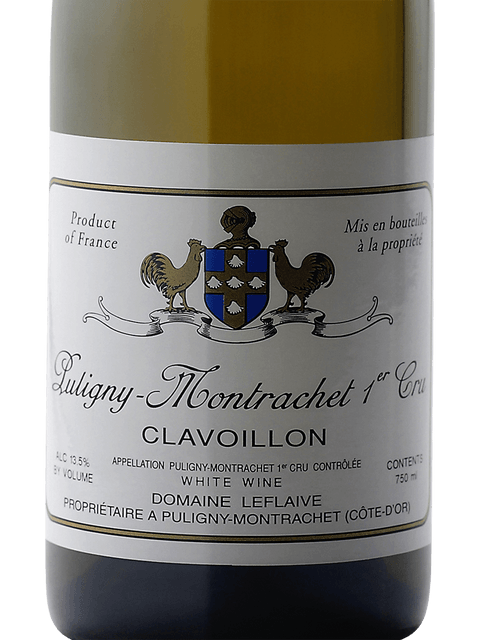 Product
of France
Mis en bouteilles
à la propriété
Puligny-Montrachet 1er Cru
CLAVOILLON
ALC 13.5%
BY VOLUME
APPELLATION PULIGNY-MONTRACHET 1er CRU CONTRÔLÉE
WHITE WINE
CONTENTS
750 ml
DOMAINE LEFLAIVE
PROPRIÉTAIRE A PULIGNY-MONTRACHET (CÔTE-D'OR)